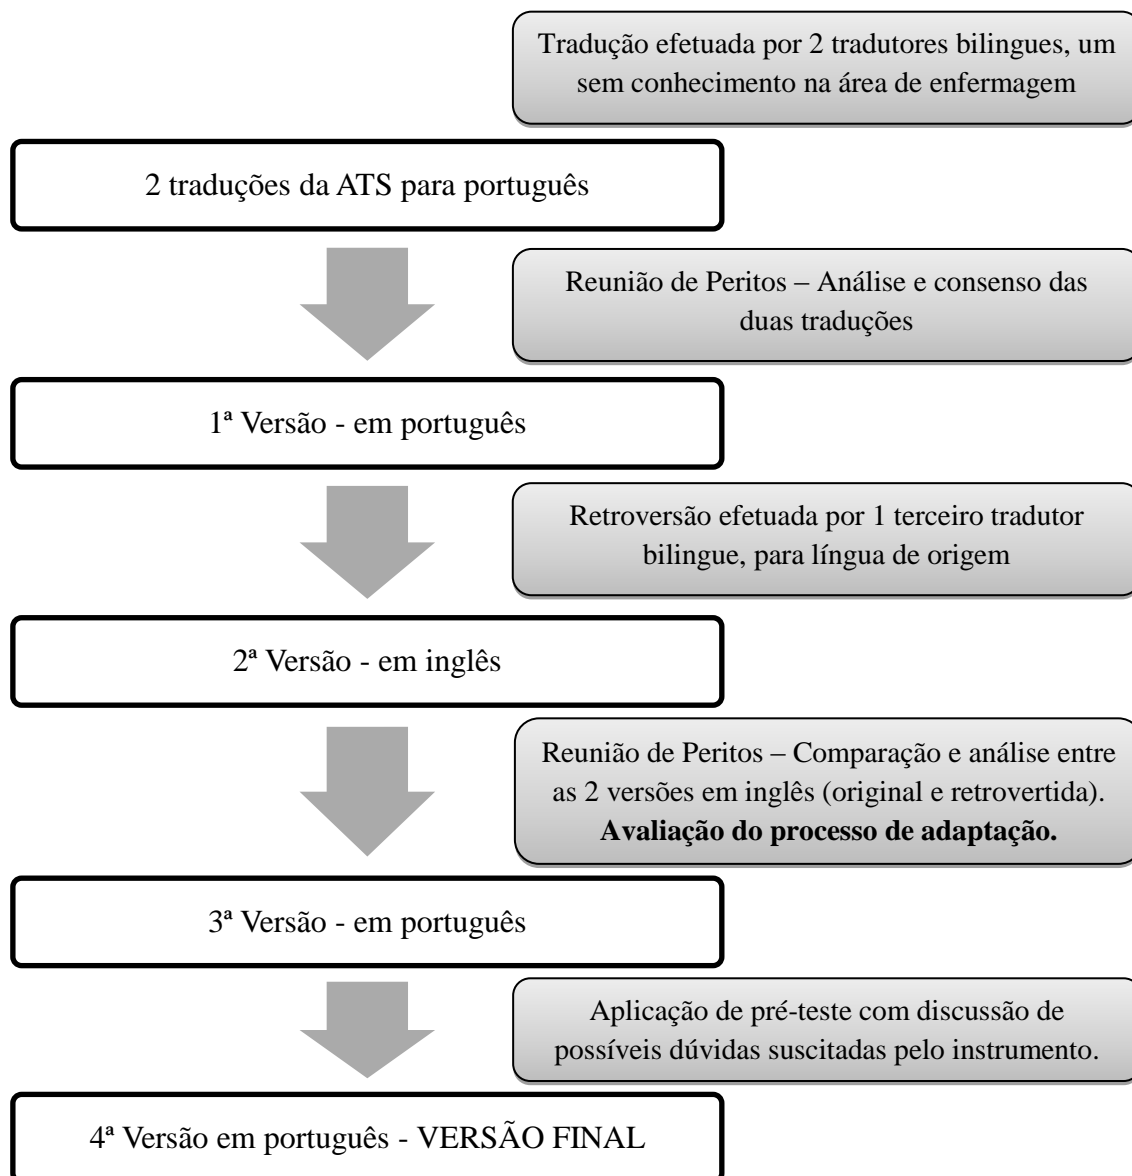 Tradução efetuada por 2 tradutores bilingues, um
sem conhecimento na área de enfermagem
2 traduções da ATS para português
Reunião de Peritos – Análise e consenso das
duas traduções
1ª Versão - em português
Retroversão efetuada por 1 terceiro tradutor
bilingue, para língua de origem
2ª Versão - em inglês
Reunião de Peritos – Comparação e análise entre
as 2 versões em inglês (original e retrovertida).
Avaliação do processo de adaptação.
3ª Versão - em português
Aplicação de pré-teste com discussão de
possíveis dúvidas suscitadas pelo instrumento.
4ª Versão em português - VERSÃO FINAL